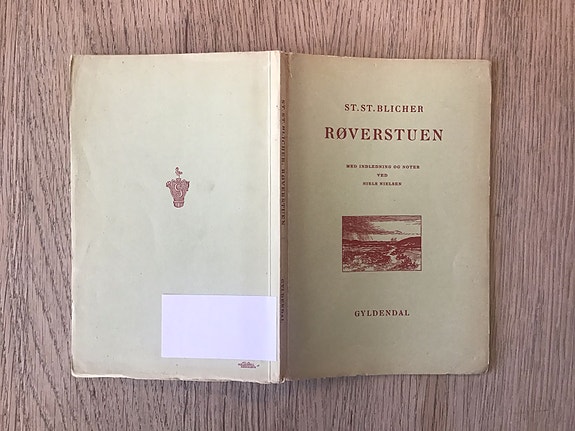 ST. ST. BLICHER
RØVERSTUEN
MED INDLEDNING OG NOTER
VED
NIELS NIELSEN
GYLDENDAL
ST. ST. BLICHER: RØVERSTUEN
GYLDENDAL